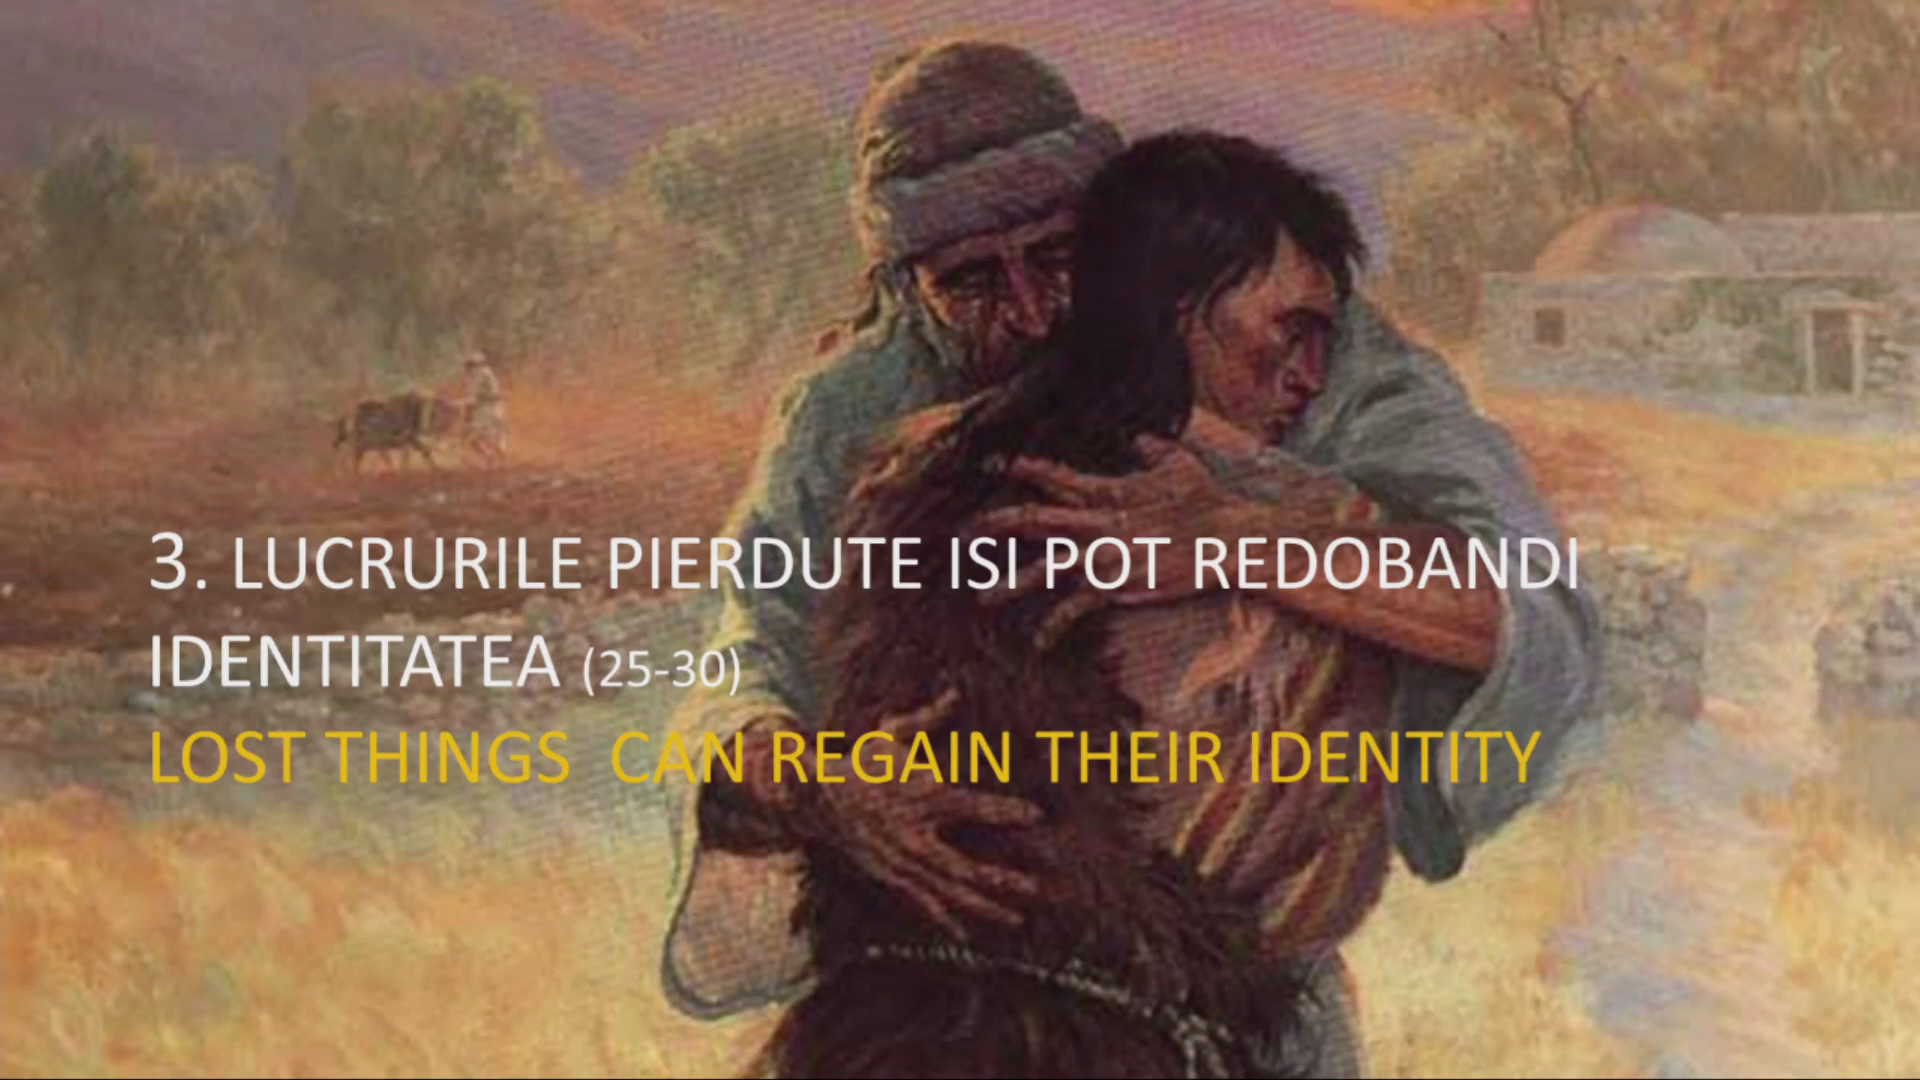 3. LUCRURILE PIERDUTE ISI POT REDOBANDI
IDENTITATEA (25-30)
LOST THINGS CAN REGAIN THEIR IDENTITY